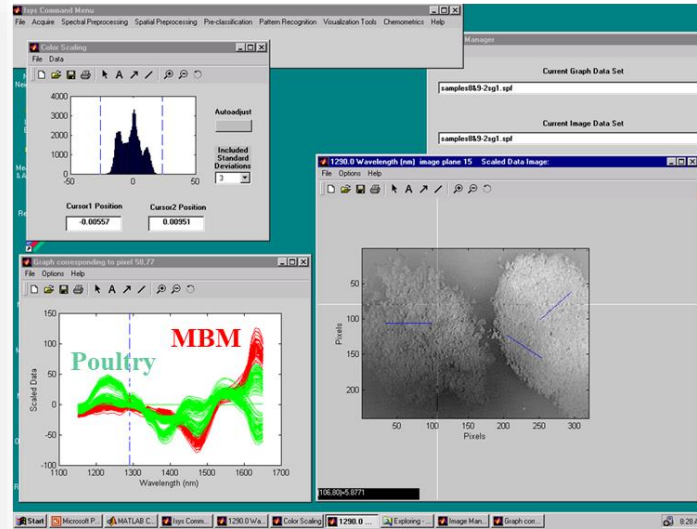 Isys Command Menu
File Acquire Spectral Preprocessing Spatial Preprocessing Pre-classification Pattern Recognition Visualization Tools Chemometrics Help
Color Scaling
File Data
4000
3000
2000
1000
0
-50 0 50
Autoadjust
Included
Standard
Deviations
3
Cursor1 Position Cursor2 Position
-0.00557 0.00951
Manager
Current Graph Data Set
samples8&9-2sg1.spf
Current Image Data Set
samples8&9-2sg1.spf
1290.0 Wavelength (nm) image plane 15 Scaled Data Image:
File Options Help
50
100
150
200
Pixels
50 100 150 200 250 300
Pixels
(106,80)=5.8771
Graph corresponding to pixel 58,77
File Options Help
150
100
50
0
-50
-100
Scaled Data
MBM
Poultry
1100 1200 1300 1400 1500 1600 1700
Wavelength (nm)
Start Microsoft P... MATLAB C... Isys Comm... 1290.0 Wa... Color Scaling 1290.0 ... Exploring - ... Image Man... Graph corr...